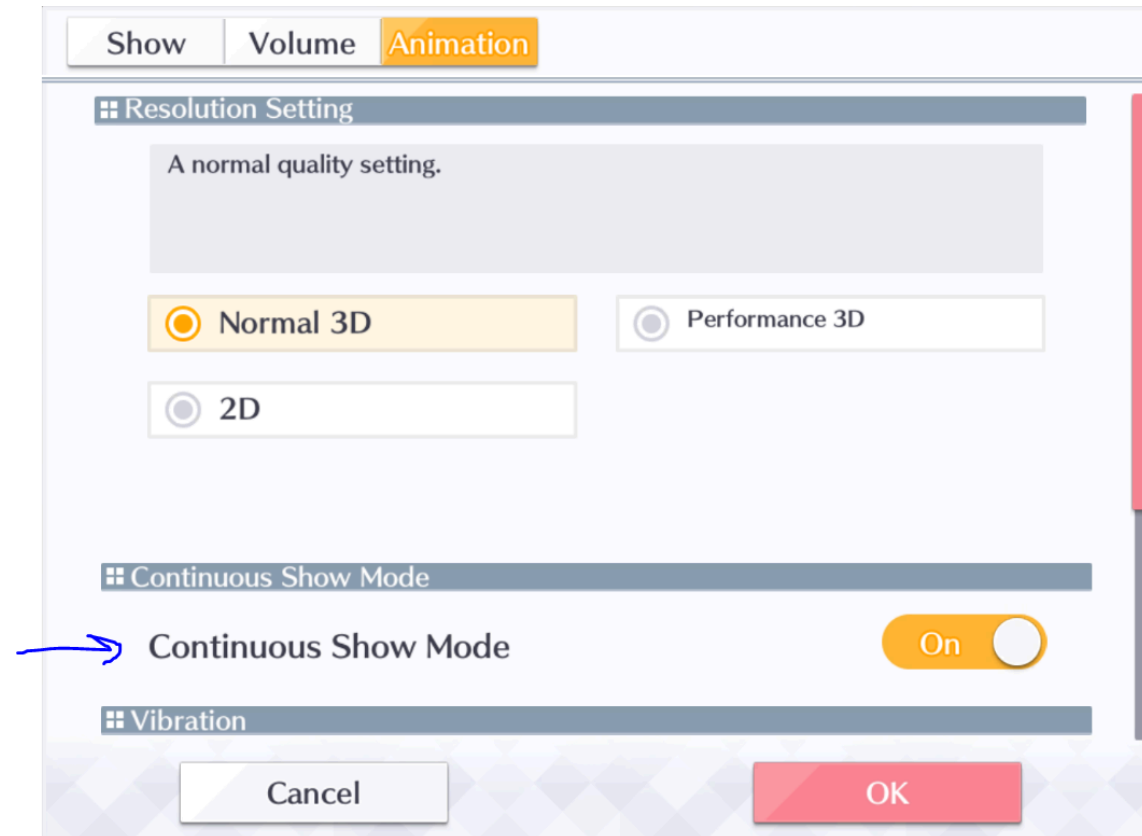 Show Volume Animation
Resolution Setting
A normal quality setting.
Normal 3D Performance 3D
2D
Continuous Show Mode
Continuous Show Mode On
Vibration
Cancel OK